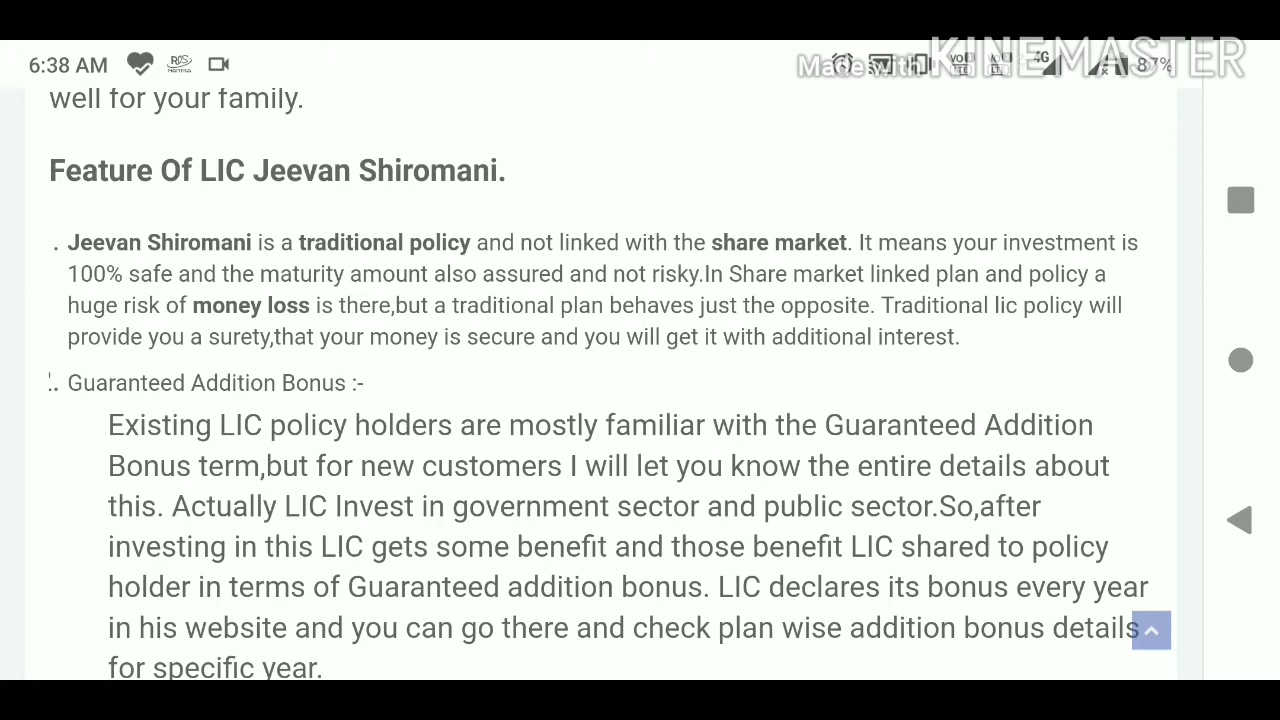 6:38 AM
Made with KINEMASTER
4G
87%
well for your family.
Feature Of LIC Jeevan Shiromani.
. Jeevan Shiromani is a traditional policy and not linked with the share market. It means your investment is
100% safe and the maturity amount also assured and not risky.In Share market linked plan and policy a
huge risk of money loss is there,but a traditional plan behaves just the opposite. Traditional lic policy will
provide you a surety,that your money is secure and you will get it with additional interest.
. Guaranteed Addition Bonus :-
Existing LIC policy holders are mostly familiar with the Guaranteed Addition
Bonus term,but for new customers I will let you know the entire details about
this. Actually LIC Invest in government sector and public sector.So,after
investing in this LIC gets some benefit and those benefit LIC shared to policy
holder in terms of Guaranteed addition bonus. LIC declares its bonus every year
in his website and you can go there and check plan wise addition bonus details
for specific year.